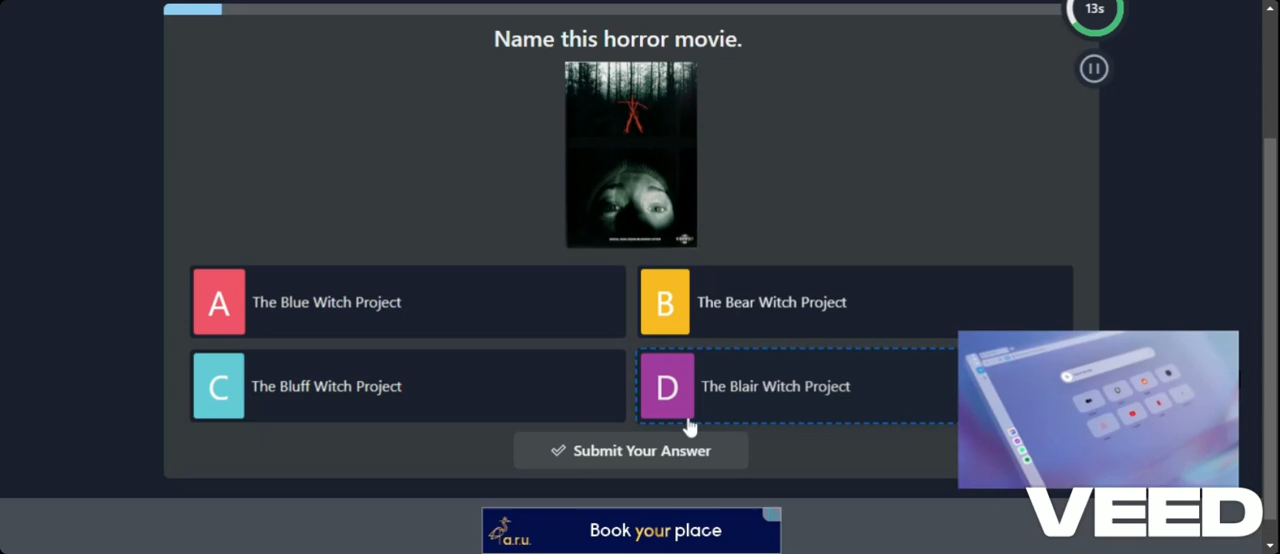 13s
Name this horror movie.
A The Blue Witch Project
B The Bear Witch Project
C The Bluff Witch Project
D The Blair Witch Project
Submit Your Answer
VEED
a.r.u. Book your place